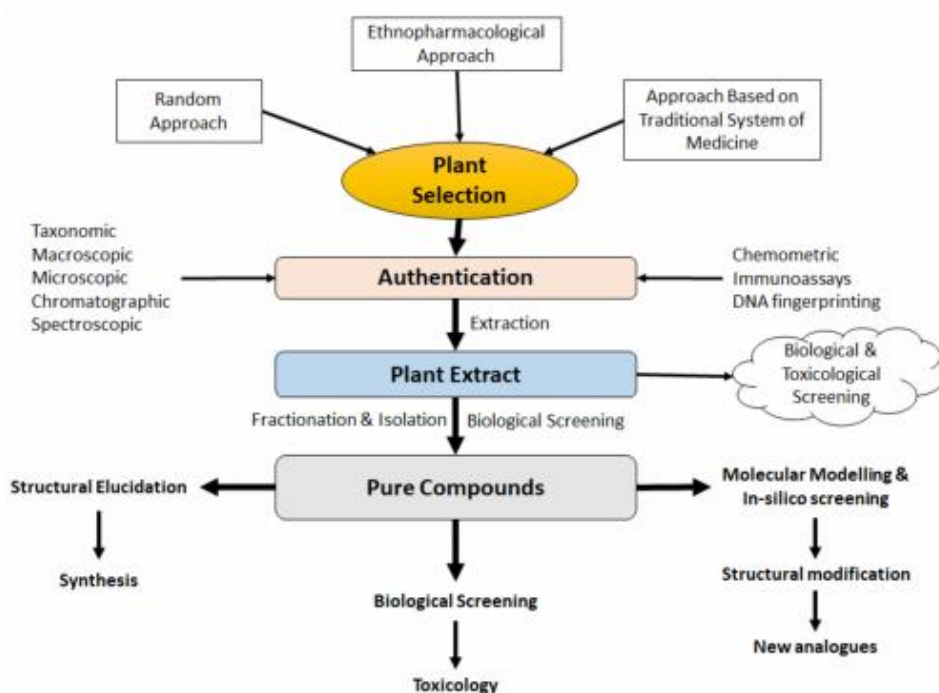 Ethnopharmacological
Approach
Random
Approach
Approach Based on
Traditional System of
Medicine
Plant
Selection
Taxonomic
Macroscopic
Microscopic
Chromatographic
Spectroscopic
Authentication
Chemometric
Immunoassays
DNA fingerprinting
Extraction
Plant Extract
Biological &
Toxicological
Screening
Fractionation & Isolation
Biological Screening
Pure Compounds
Structural Elucidation
Synthesis
Molecular Modelling &
In-silico screening
Structural modification
New analogues
Biological Screening
Toxicology